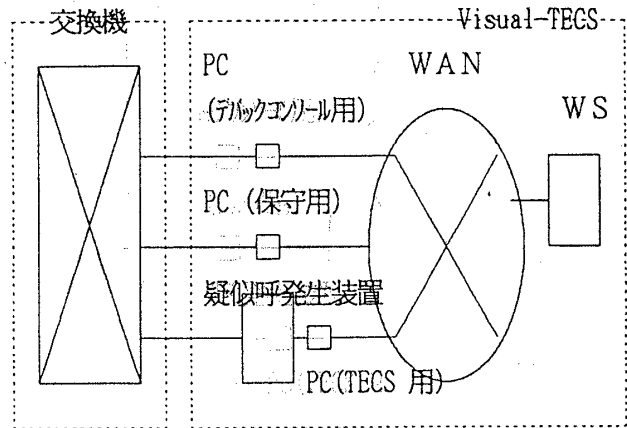 交換機
Visual-TECS
PC
WAN
(デバックコンソール用)
WS
PC (保守用)
疑似呼発生装置
PC(TECS 用)